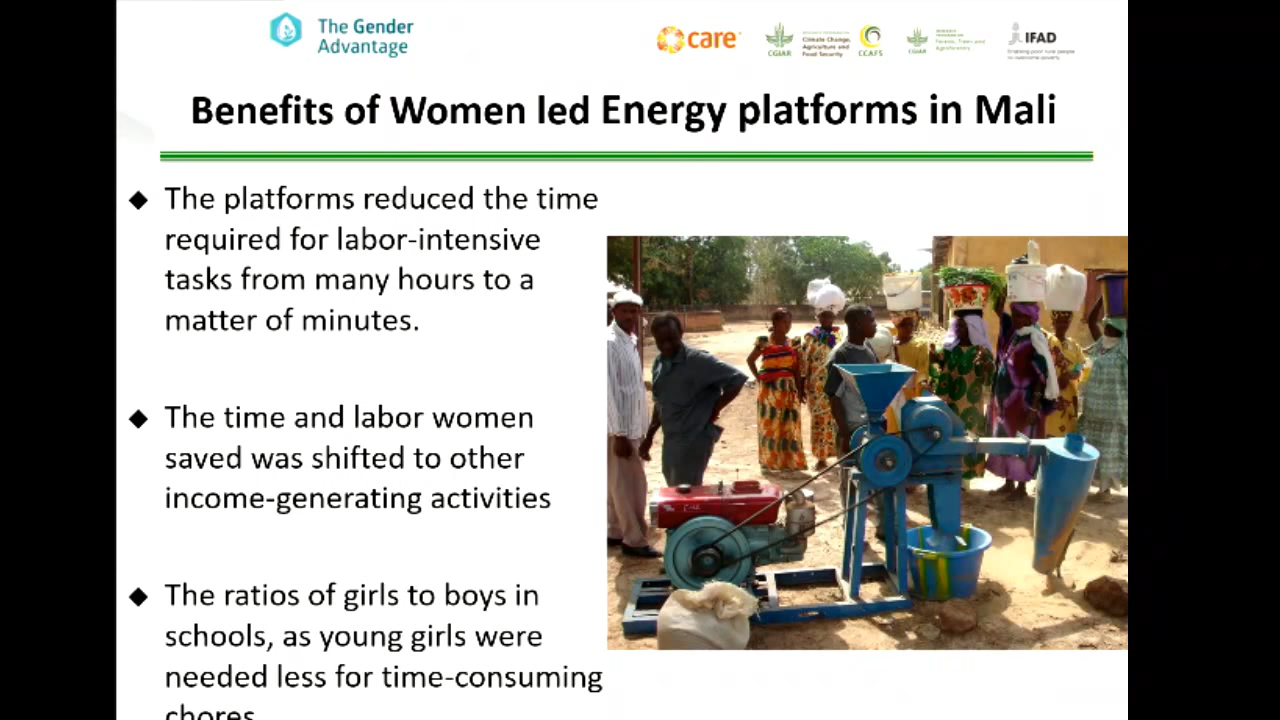 The Gender
Advantage
care
CGIAR
Climate Change,
Agriculture and
Food Security
CCAFS
CGIAR
Forests, Trees and
Agroforestry
IFAD
Enabling poor rural people
to overcome poverty
Benefits of Women led Energy platforms in Mali
◆ The platforms reduced the time
required for labor-intensive
tasks from many hours to a
matter of minutes.
◆ The time and labor women
saved was shifted to other
income-generating activities
◆ The ratios of girls to boys in
schools, as young girls were
needed less for time-consuming
chores